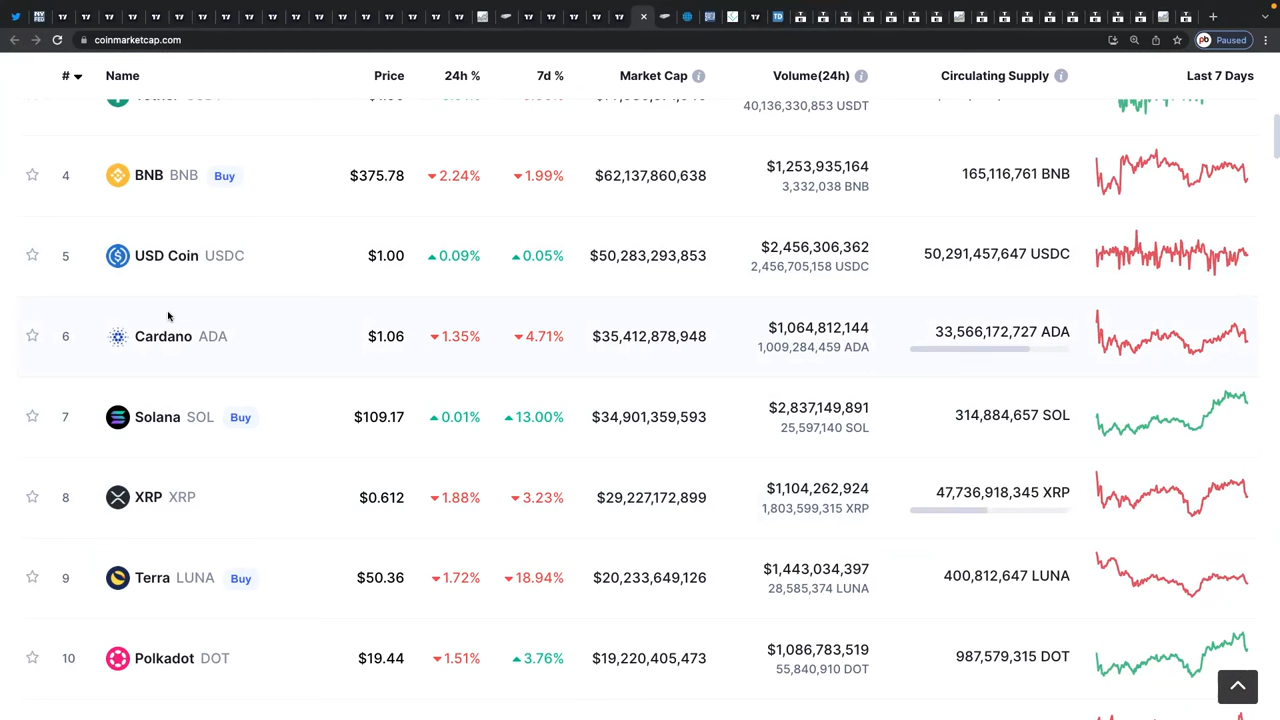 coinmarketcap.com
Paused
# Name Price 24h % 7d % Market Cap Volume(24h) Circulating Supply Last 7 Days
40,136,330,853 USDT
4 BNB BNB Buy $375.78 2.24% 1.99% $62,137,860,638 $1,253,935,164 165,116,761 BNB
3,332,038 BNB
5 USD Coin USDC $1.00 0.09% 0.05% $50,283,293,853 $2,456,306,362 50,291,457,647 USDC
2,456,705,158 USDC
6 Cardano ADA $1.06 1.35% 4.71% $35,412,878,948 $1,064,812,144 33,566,172,727 ADA
1,009,284,459 ADA
7 Solana SOL Buy $109.17 0.01% 13.00% $34,901,359,593 $2,837,149,891 314,884,657 SOL
25,597,140 SOL
8 XRP XRP $0.612 1.88% 3.23% $29,227,172,899 $1,104,262,924 47,736,918,345 XRP
1,803,599,315 XRP
9 Terra LUNA Buy $50.36 1.72% 18.94% $20,233,649,126 $1,443,034,397 400,812,647 LUNA
28,585,374 LUNA
10 Polkadot DOT $19.44 1.51% 3.76% $19,220,405,473 $1,086,783,519 987,579,315 DOT
55,840,910 DOT